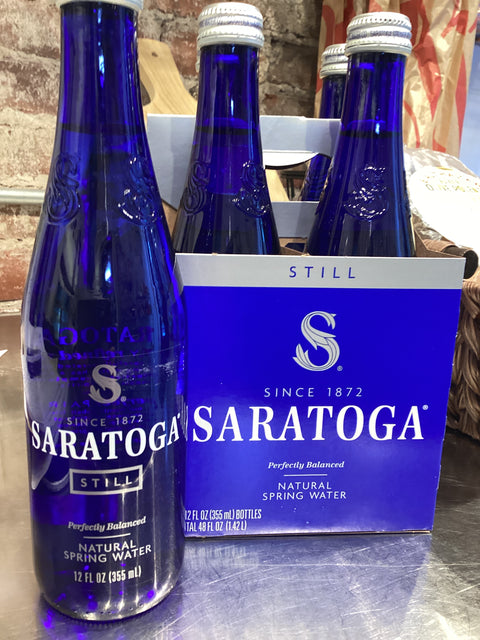 S
SINCE 1872
SARATOGA®
STILL
Perfectly Balanced
NATURAL
SPRING WATER
12 FL OZ (355 mL)
STILL
S®
SINCE 1872
SARATOGA®
Perfectly Balanced
NATURAL
SPRING WATER
12 FL OZ (355 mL) BOTTLES
48 FL OZ (1.42 L)